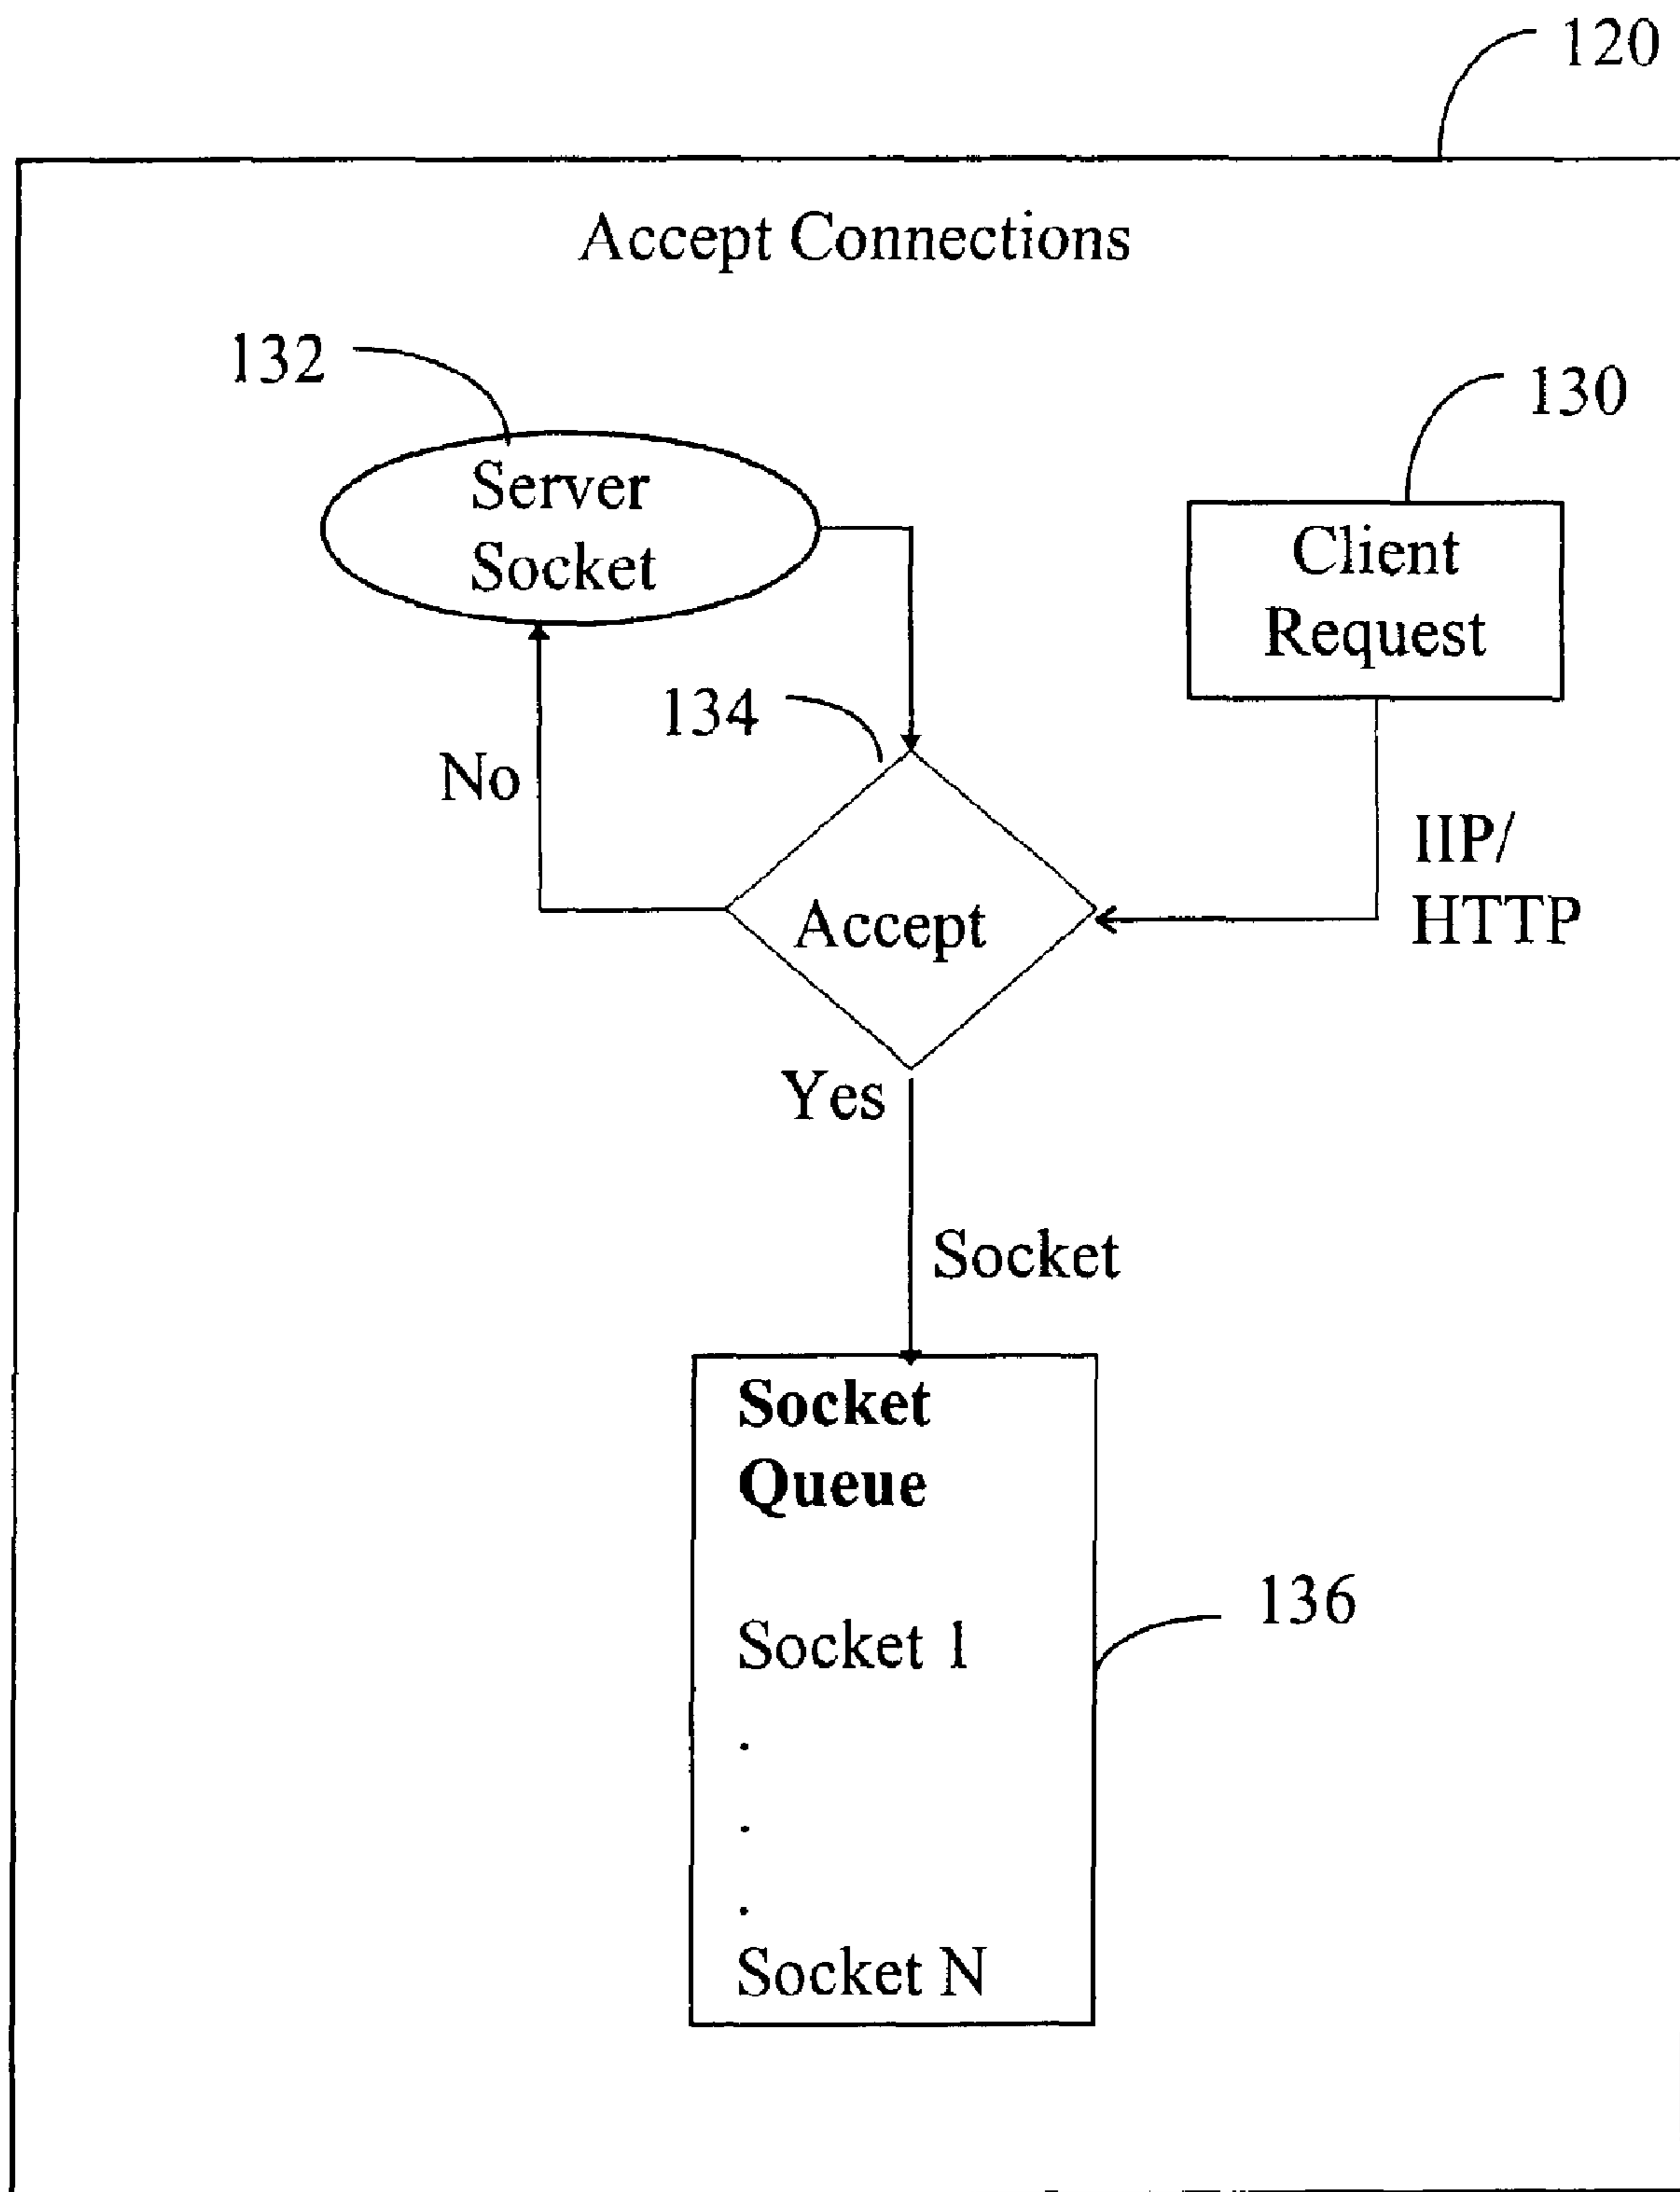 120
Accept Connections
132
130
Server
Socket
Client
Request
134
No
IIP/
HTTP
Accept
Yes
Socket
Socket
Queue
Socket 1
.
.
.
Socket N
136